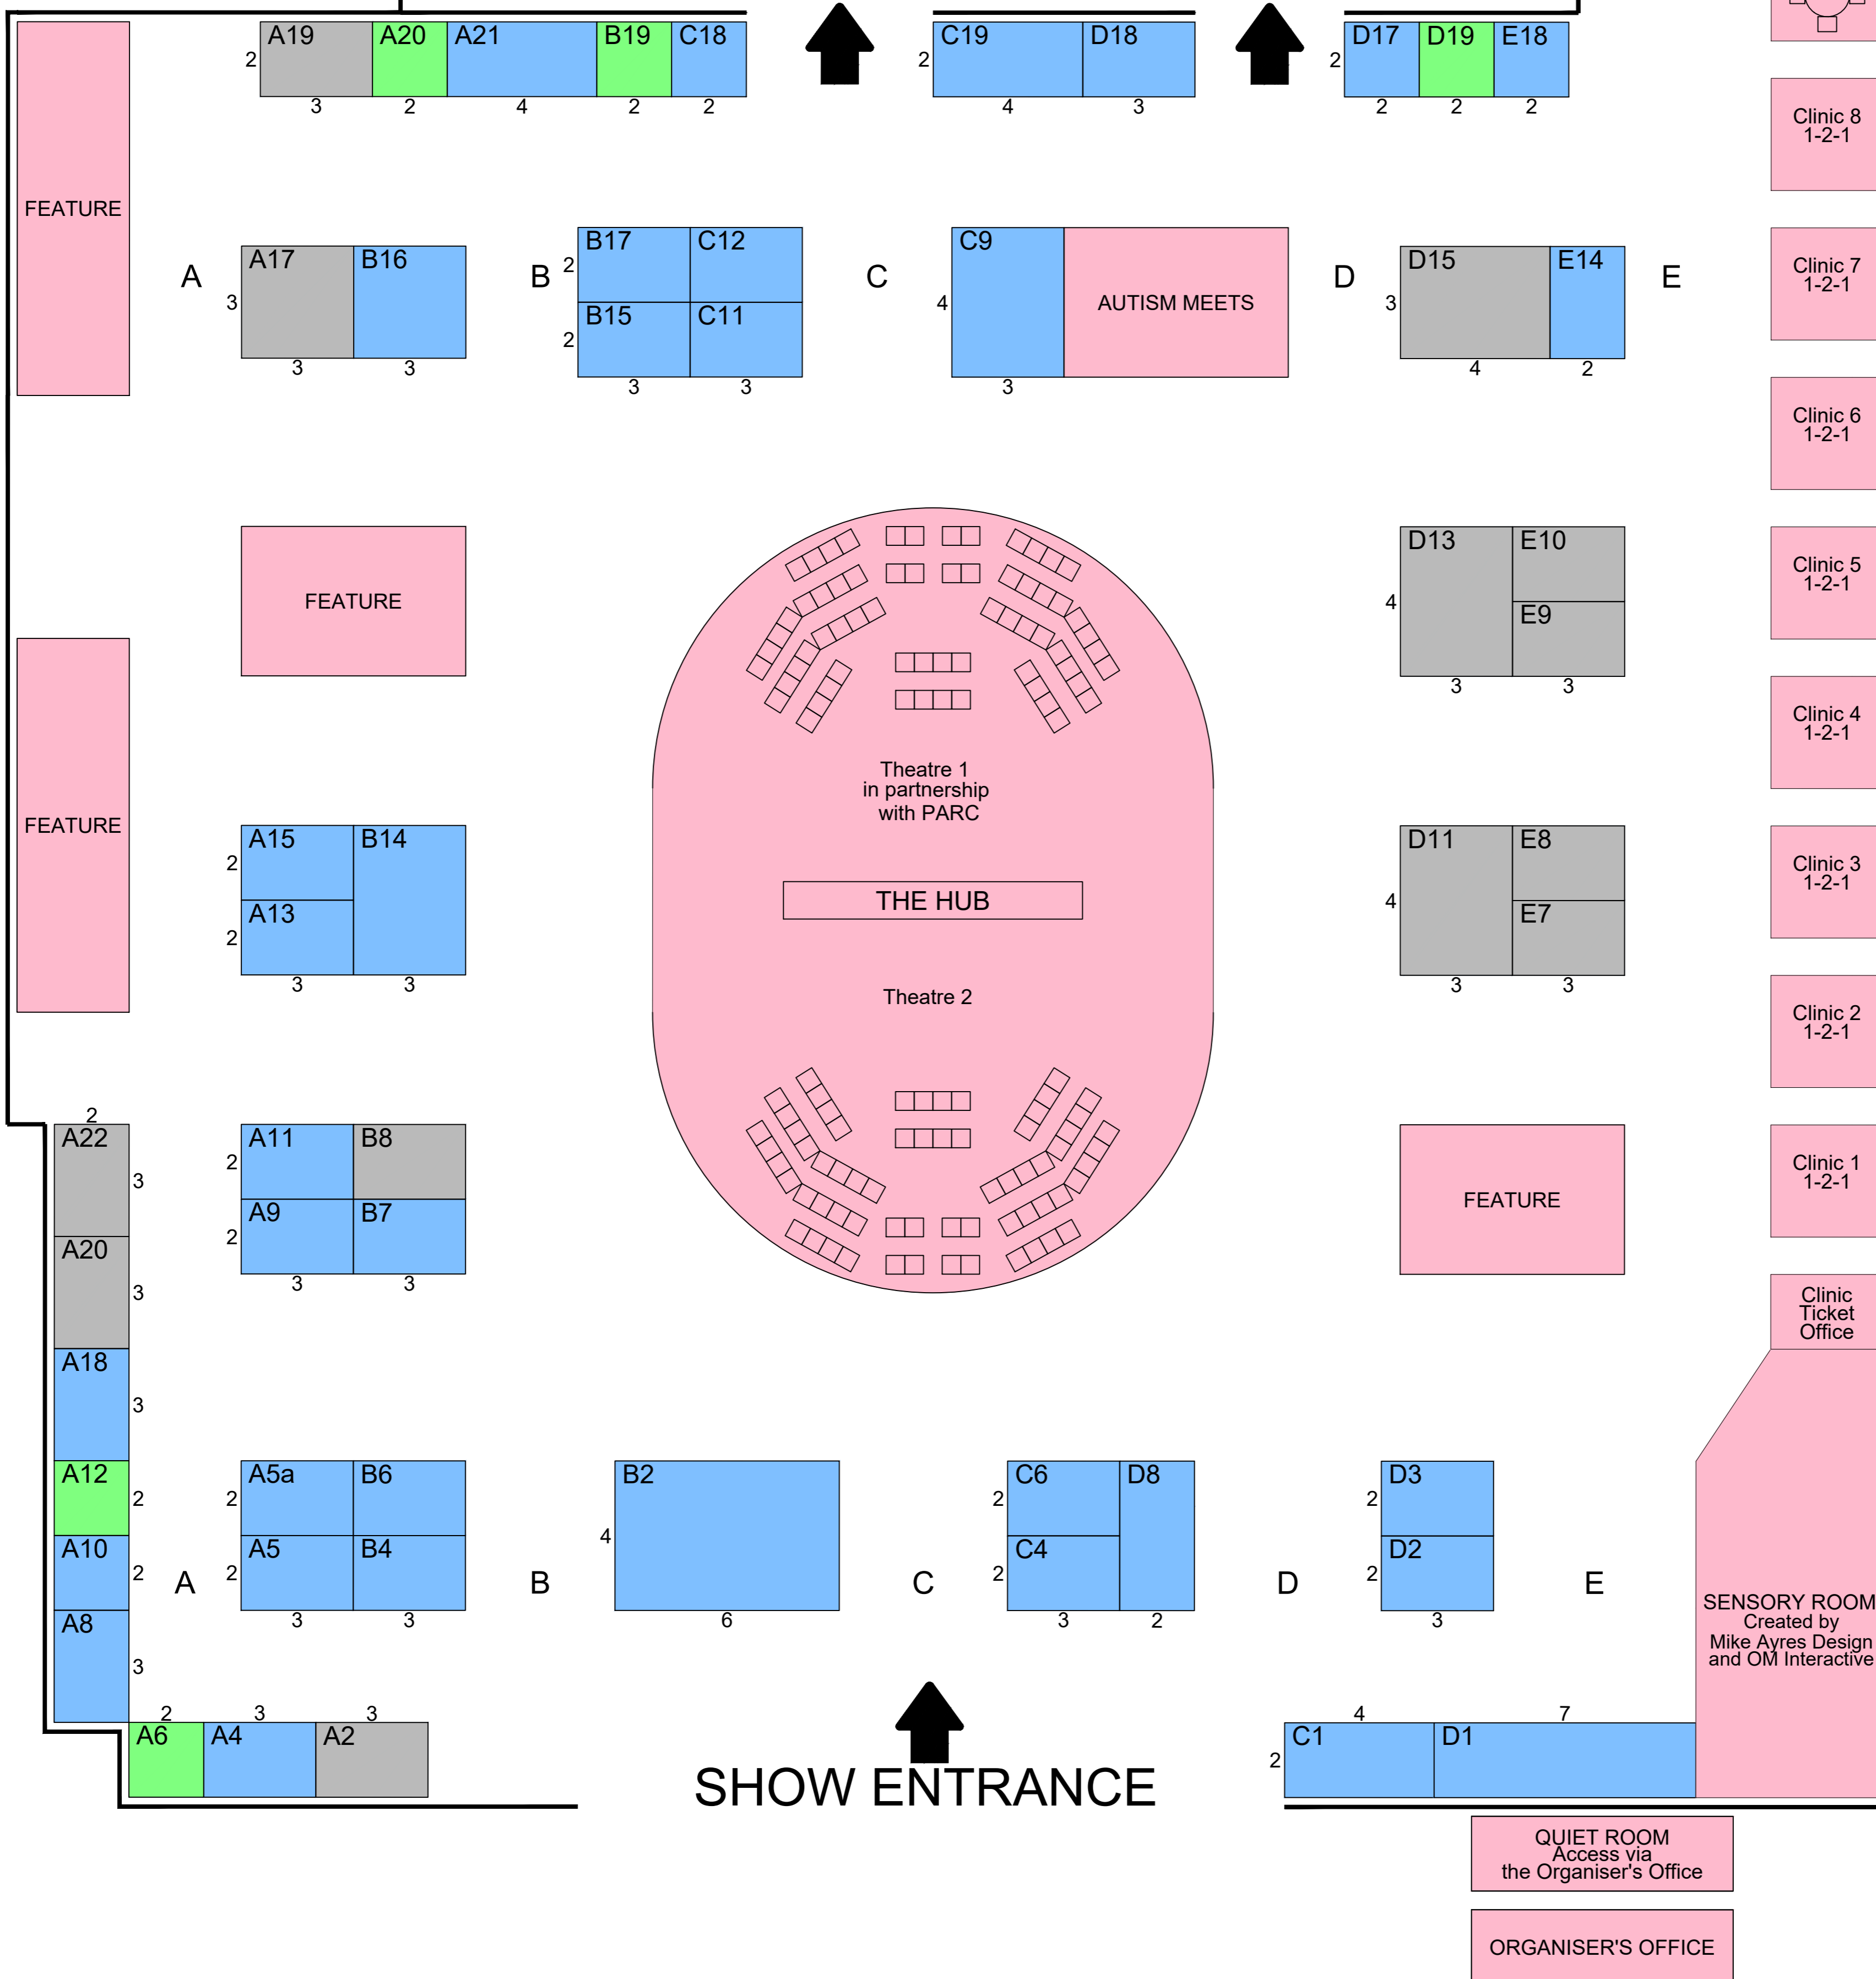 A19 A20 A21 B19 C18 C19 D18 D17 D19 E18
2 2 2
3 2 4 2 2 4 3 2 2 2
Clinic 8
1-2-1
FEATURE
A A17 B16 B B17 C12 C C9 AUTISM MEETS D D15 E14 E
3 2 4 3
B15 C11
2
3 3 3 3 3 4 2
Clinic 7
1-2-1
Clinic 6
1-2-1
FEATURE
D13 E10
4 E9
3 3
Clinic 5
1-2-1
Clinic 4
1-2-1
Theatre 1
in partnership
with PARC
THE HUB
Theatre 2
FEATURE
A15 B14
2
A13
2
3 3
D11 E8
4 E7
3 3
Clinic 3
1-2-1
Clinic 2
1-2-1
2
A22
3
A20
3
A18
3
A12
2
A10
2
A8
3
A11 B8
2
A9 B7
2
3 3
FEATURE
Clinic 1
1-2-1
Clinic
Ticket
Office
A5a B6
2
A A5 B4
2
3 3
B B2
4
6
C C6 D8
2
C4
2
3 2
D D3
2
D2
2
3
E
SENSORY ROOM
Created by
Mike Ayres Design
and OM Interactive
2 3 3
A6 A4 A2
SHOW ENTRANCE
4 7
C1 D1
2
QUIET ROOM
Access via
the Organiser's Office
ORGANISER'S OFFICE